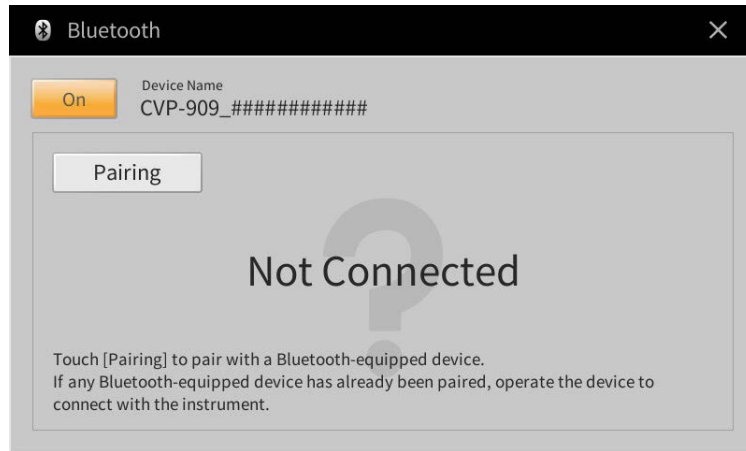 Bluetooth
On
Device Name
CVP-909_############
Pairing
Not Connected
Touch [Pairing] to pair with a Bluetooth-equipped device.
If any Bluetooth-equipped device has already been paired, operate the device to
connect with the instrument.